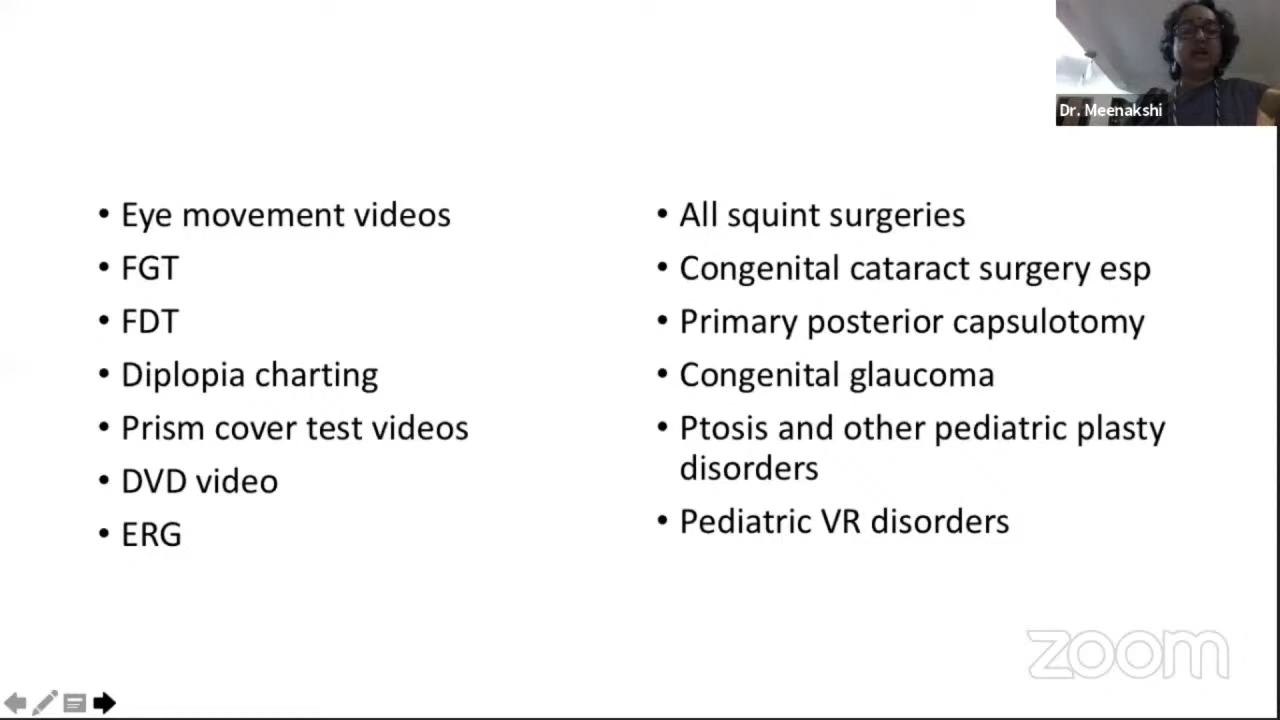 Dr. Meenakshi
• Eye movement videos
• FGT
• FDT
• Diplopia charting
• Prism cover test videos
• DVD video
• ERG
• All squint surgeries
• Congenital cataract surgery esp
• Primary posterior capsulotomy
• Congenital glaucoma
• Ptosis and other pediatric plasty
disorders
• Pediatric VR disorders
zoom